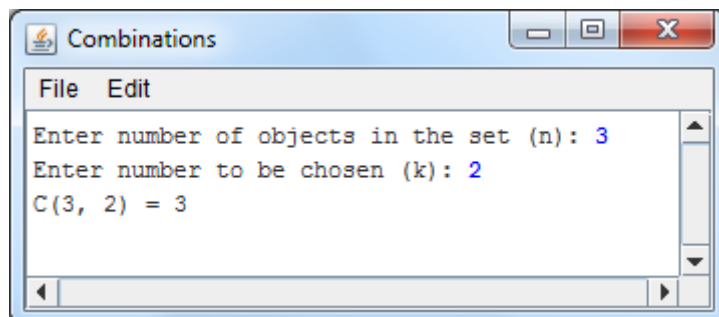 Combinations
File Edit
Enter number of objects in the set (n): 3
Enter number to be chosen (k): 2
C(3, 2) = 3